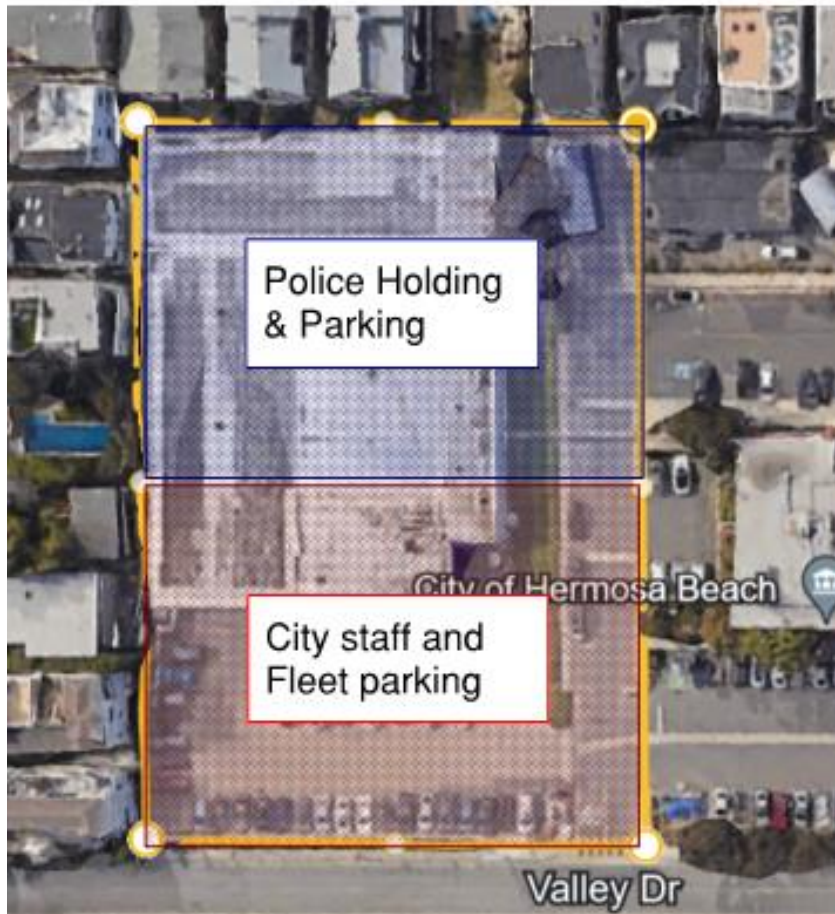 Police Holding
& Parking
City of Hermosa Beach
City staff and
Fleet parking
Valley Dr